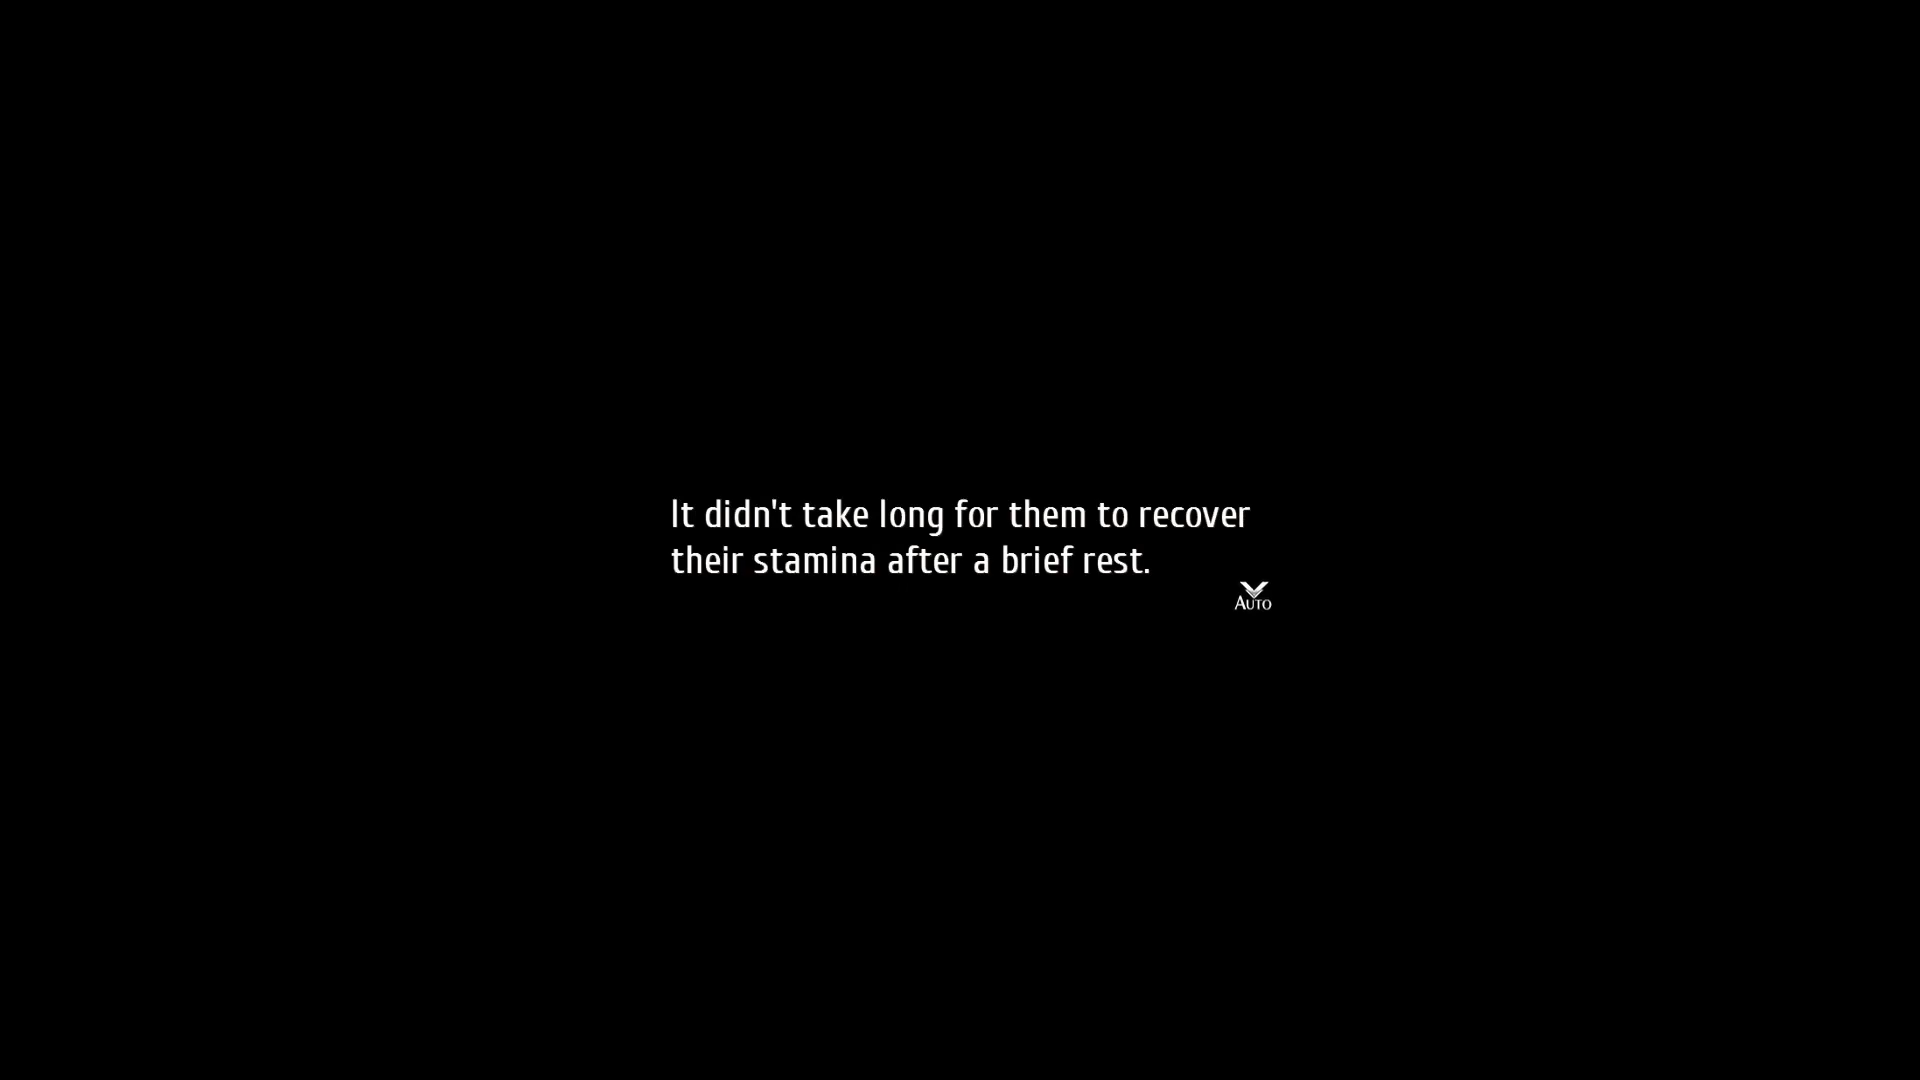 It didn't take long for them to recover
their stamina after a brief rest.
AUTO